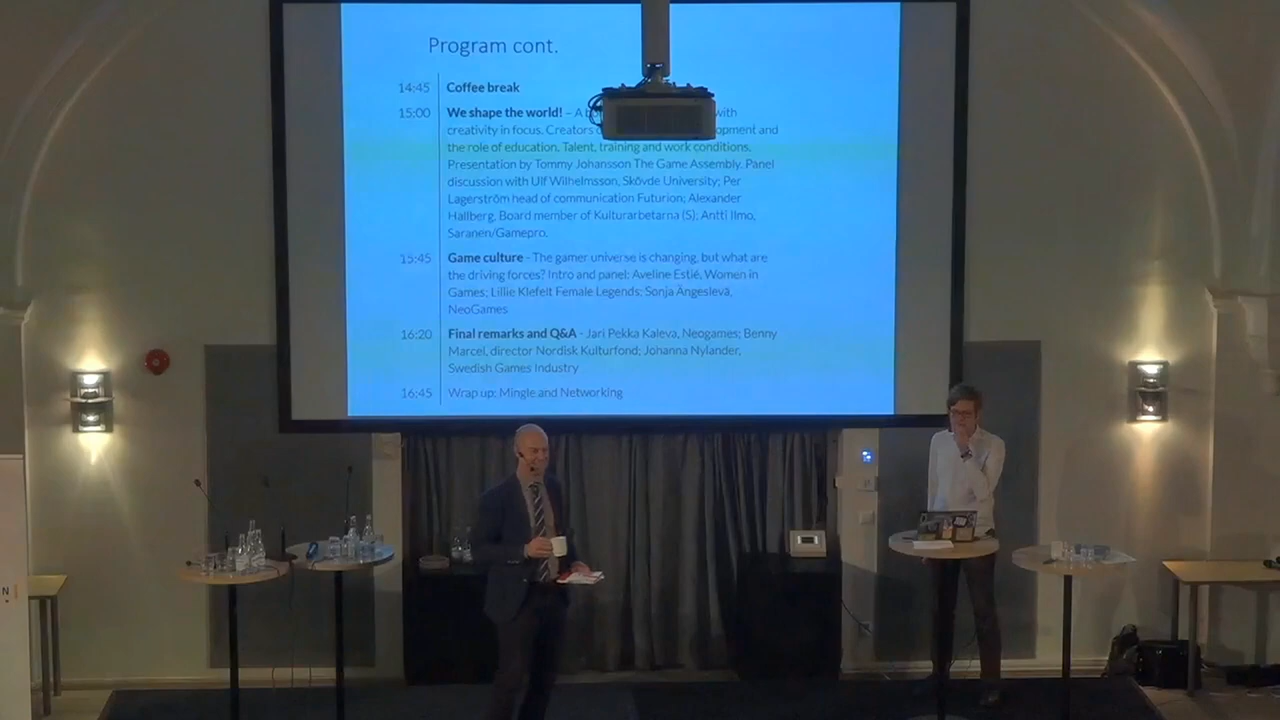 Program cont.
14:45 Coffee break
15:00 We shape the world! – A with
creativity in focus. Creators and
the role of education. Talent, training and work conditions.
Presentation by Tommy Johansson The Game Assembly. Panel
discussion with Ulf Wilhelmsson, Skövde University; Per
Lagerström head of communication Futurion; Alexander
Hallberg, Board member of Kulturarbetarna (S); Antti Ilmo,
Saranen/Gamepro.
15:45 Game culture - The gamer universe is changing, but what are
the driving forces? Intro and panel: Aveline Estié, Women in
Games; Lillie Klefelt Female Legends; Sonja Ängeslevä,
NeoGames
16:20 Final remarks and Q&A - Jari Pekka Kaleva, Neogames; Benny
Marcel, director Nordisk Kulturfond; Johanna Nylander,
Swedish Games Industry
16:45 Wrap up: Mingle and Networking
N